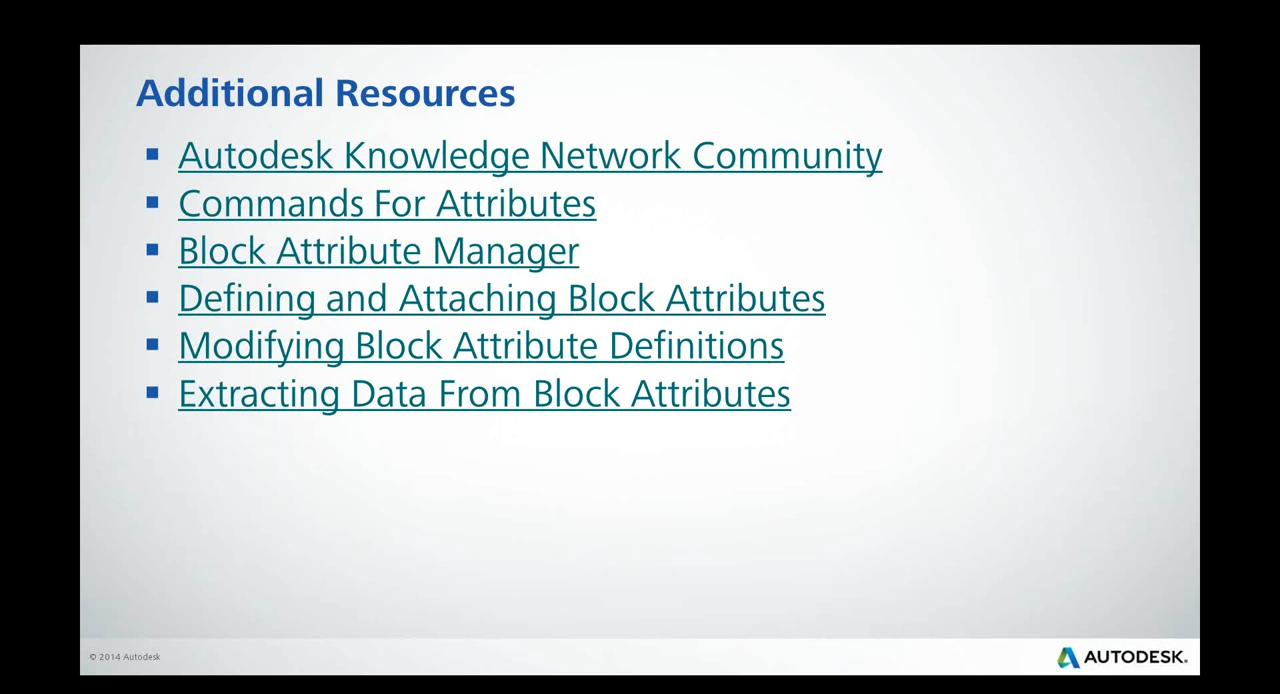 Additional Resources
Autodesk Knowledge Network Community
Commands For Attributes
Block Attribute Manager
Defining and Attaching Block Attributes
Modifying Block Attribute Definitions
Extracting Data From Block Attributes
© 2014 Autodesk
AUTODESK.